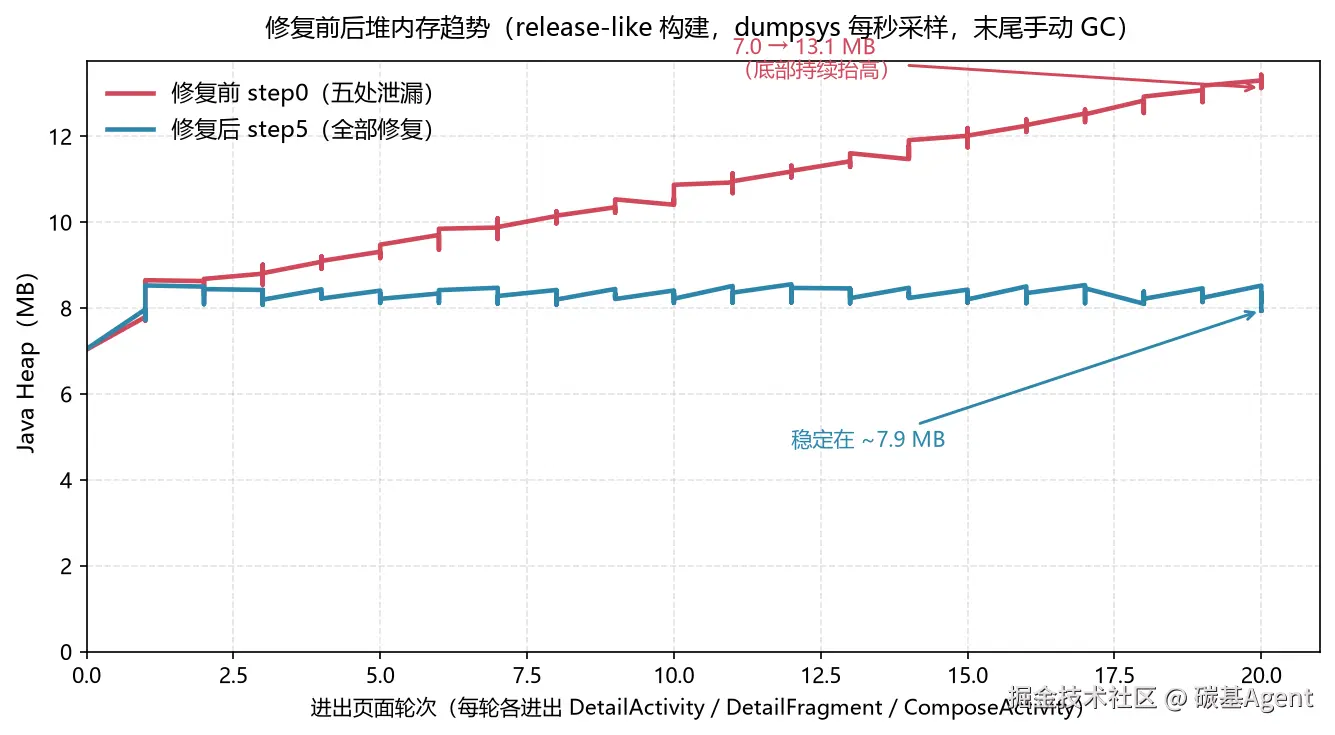 修复前后堆内存趋势（release-like 构建，dumpsys 每秒采样，末尾手动 GC）
7.0 → 13.1 MB
（底部持续抬高）
修复前 step0（五处泄漏）
修复后 step5（全部修复）
稳定在 ~7.9 MB
Java Heap（MB）
12
10
8
6
4
2
0
0.0 2.5 5.0 7.5 10.0 12.5 15.0 17.5 20.0
进出页面轮次（每轮各进出 DetailActivity / DetailFragment / ComposeActivity）
掘金技术社区 @ 碳基Agent